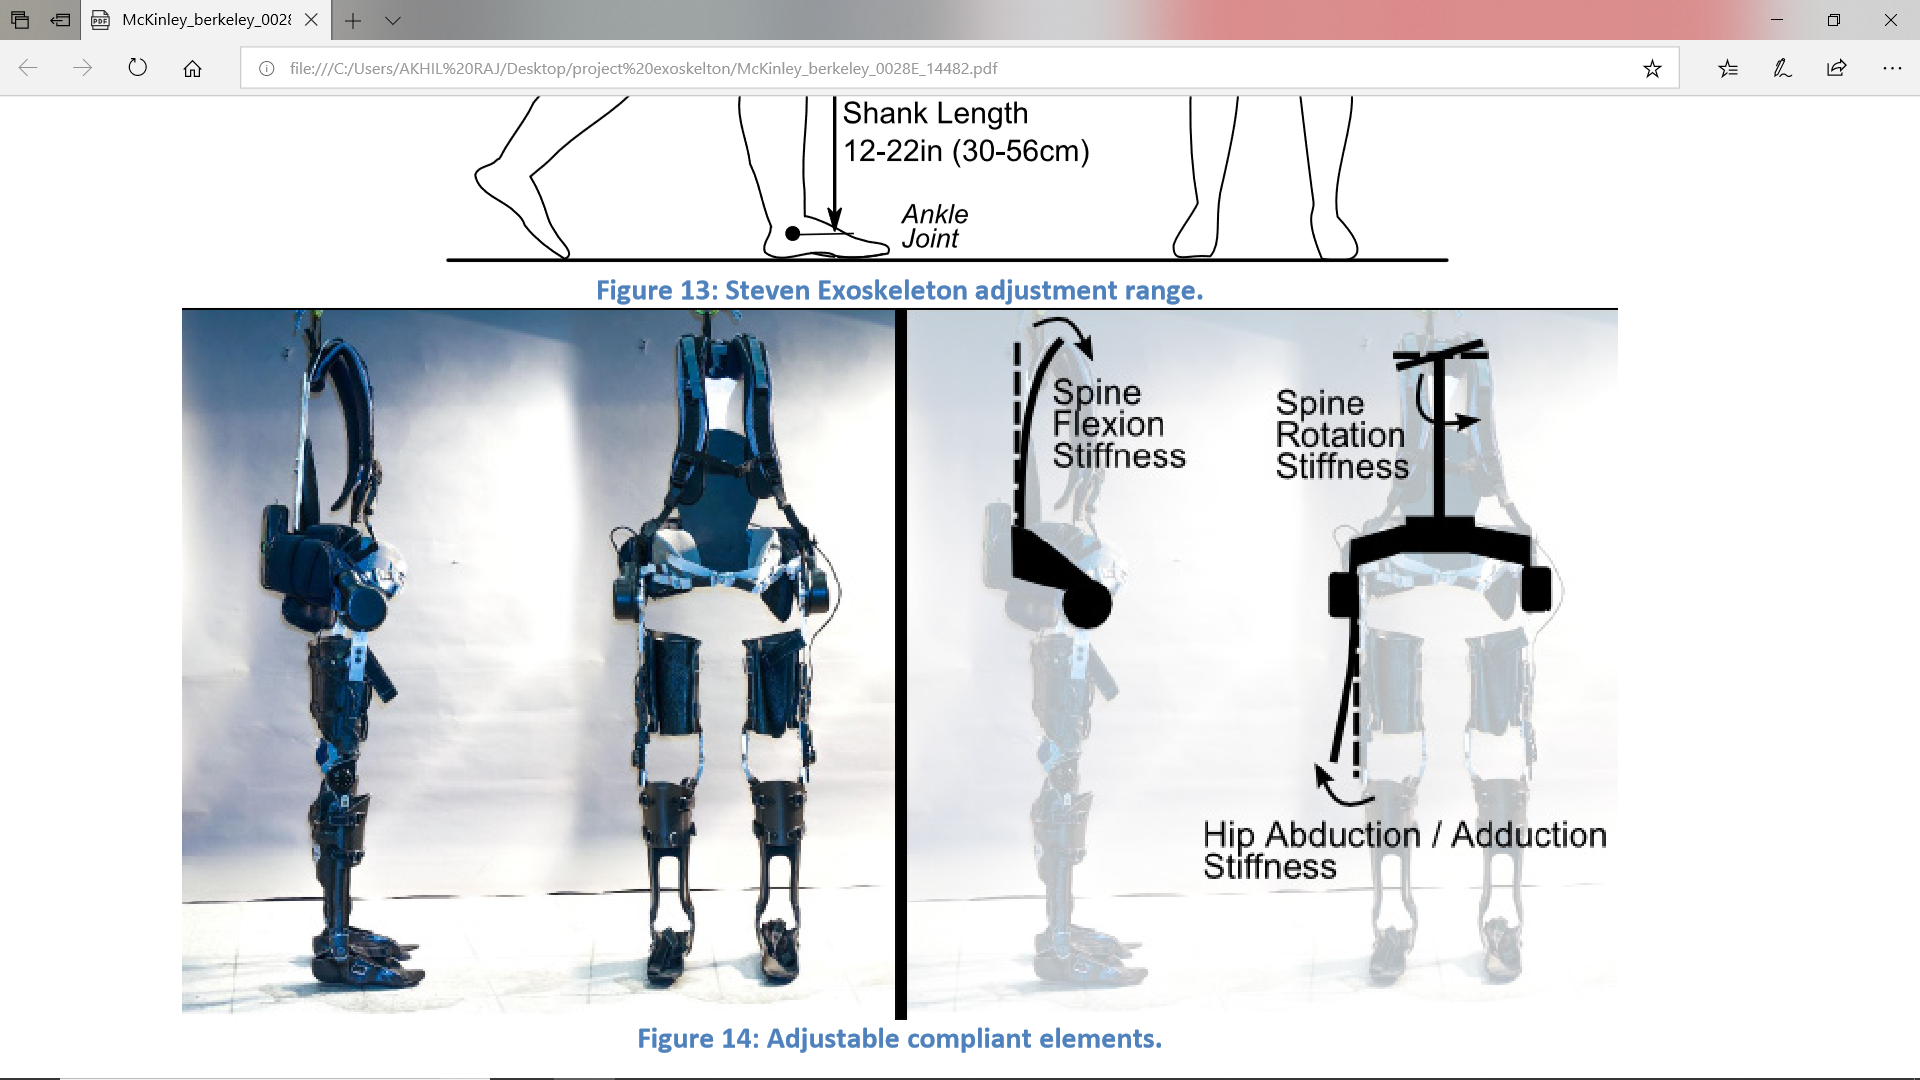 McKinley_berkeley_0028
file:///C:/Users/AKHIL%20RAJ/Desktop/project%20exoskelton/McKinley_berkeley_0028E_14482.pdf
Shank Length
12-22in (30-56cm)
Ankle
Joint
Figure 13: Steven Exoskeleton adjustment range.
Spine
Flexion
Stiffness
Spine
Rotation
Stiffness
Hip Abduction / Adduction
Stiffness
Figure 14: Adjustable compliant elements.